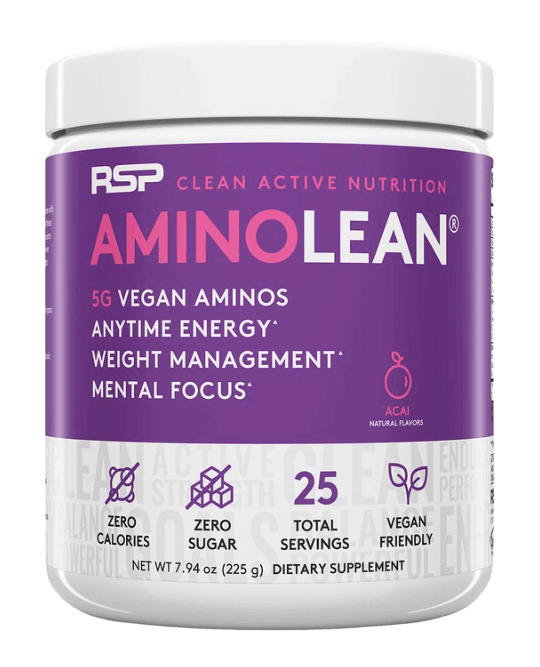 RSP CLEAN ACTIVE NUTRITION
AMINOLEAN®
5G VEGAN AMINOS
ANYTIME ENERGY^
WEIGHT MANAGEMENT^
MENTAL FOCUS^
ACAI
NATURAL FLAVORS
ZERO
CALORIES
ZERO
SUGAR
25
TOTAL
SERVINGS
VEGAN
FRIENDLY
NET WT 7.94 oz (225 g) DIETARY SUPPLEMENT